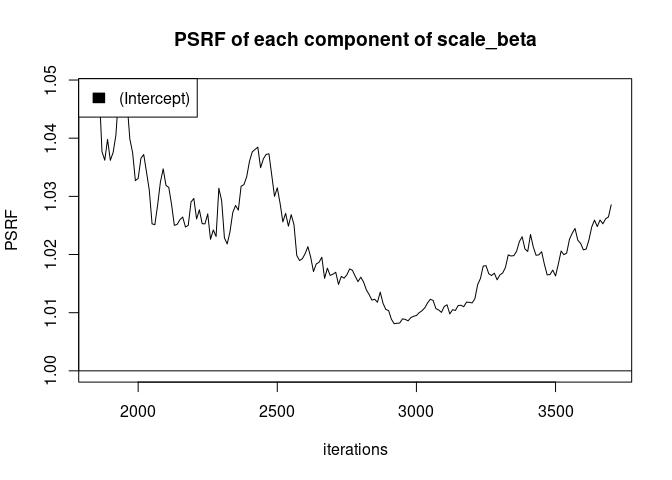 PSRF of each component of scale_beta
(Intercept)
PSRF
1.05
1.04
1.03
1.02
1.01
1.00
2000 2500 3000 3500
iterations